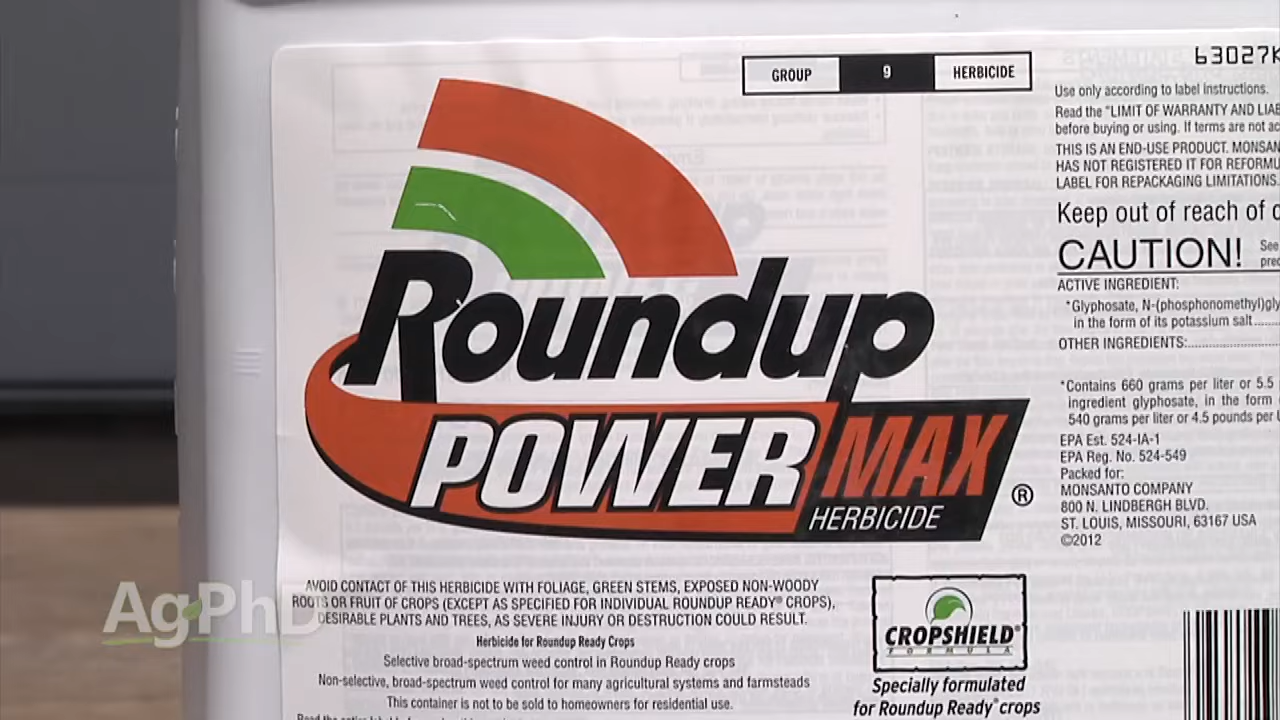 GROUP 9 HERBICIDE
Roundup
POWERMAX
HERBICIDE
®
AVOID CONTACT OF THIS HERBICIDE WITH FOLIAGE, GREEN STEMS, EXPOSED NON-WOODY
ROOTS OR FRUIT OF CROPS (EXCEPT AS SPECIFIED FOR INDIVIDUAL ROUNDUP READY® CROPS),
DESIRABLE PLANTS AND TREES, AS SEVERE INJURY OR DESTRUCTION COULD RESULT.
Herbicide for Roundup Ready Crops
Selective broad-spectrum weed control in Roundup Ready crops
Non-selective, broad-spectrum weed control for many agricultural systems and farmsteads
This container is not to be sold to homeowners for residential use.
Read the entire label
CROPSHIELD®
FORMULA
Specially formulated
for Roundup Ready® crops
63027K
Use only according to label instructions.
Read the "LIMIT OF WARRANTY AND
before buying or using. If terms are not
THIS IS AN END-USE PRODUCT.
HAS NOT REGISTERED IT FOR
LABEL FOR REPACKAGING LIMITATIONS.
Keep out of reach of
CAUTION!
See
ACTIVE INGREDIENT:
*Glyphosate, N-(phosphonomethyl)
in the form of its potassium salt
OTHER INGREDIENTS:
*Contains 660 grams per liter or 5.5
ingredient glyphosate, in the form
540 grams per liter or 4.5 pounds per
EPA Est. 524-IA-1
EPA Reg. No. 524-549
Packed for:
MONSANTO COMPANY
800 N. LINDBERGH BLVD.
ST. LOUIS, MISSOURI, 63167 USA
©2012
AgPhD